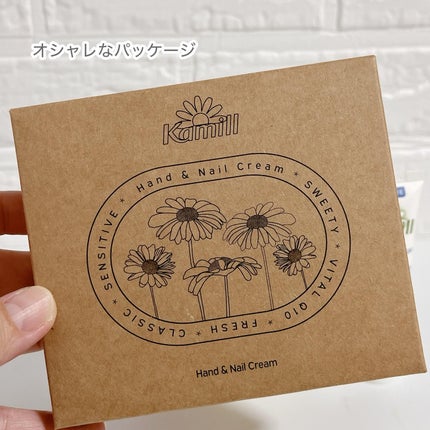 オシャレなパッケージ
Kamill
Hand & Nail Cream * SWEETY * VITAL Q10 * FRESH * CLASSIC * SENSITIVE *
Hand & Nail Cream